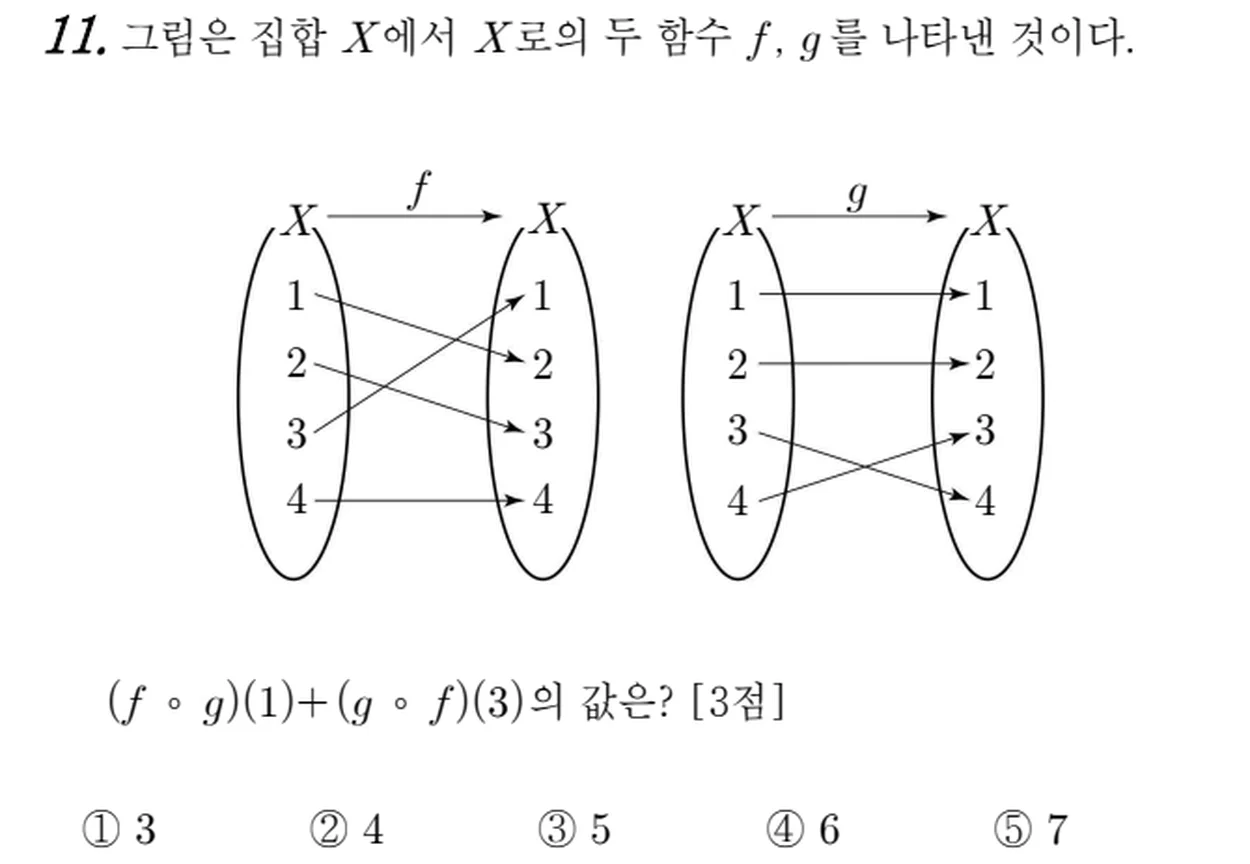 11. 그림은 집합 X에서 X로의 두 함수 f, g를 나타낸 것이다.
f g
X X X X
1 1 1 1
2 2 2 2
3 3 3 3
4 4 4 4
(f ∘ g)(1)+(g ∘ f)(3)의 값은? [3점]
① 3 ② 4 ③ 5 ④ 6 ⑤ 7